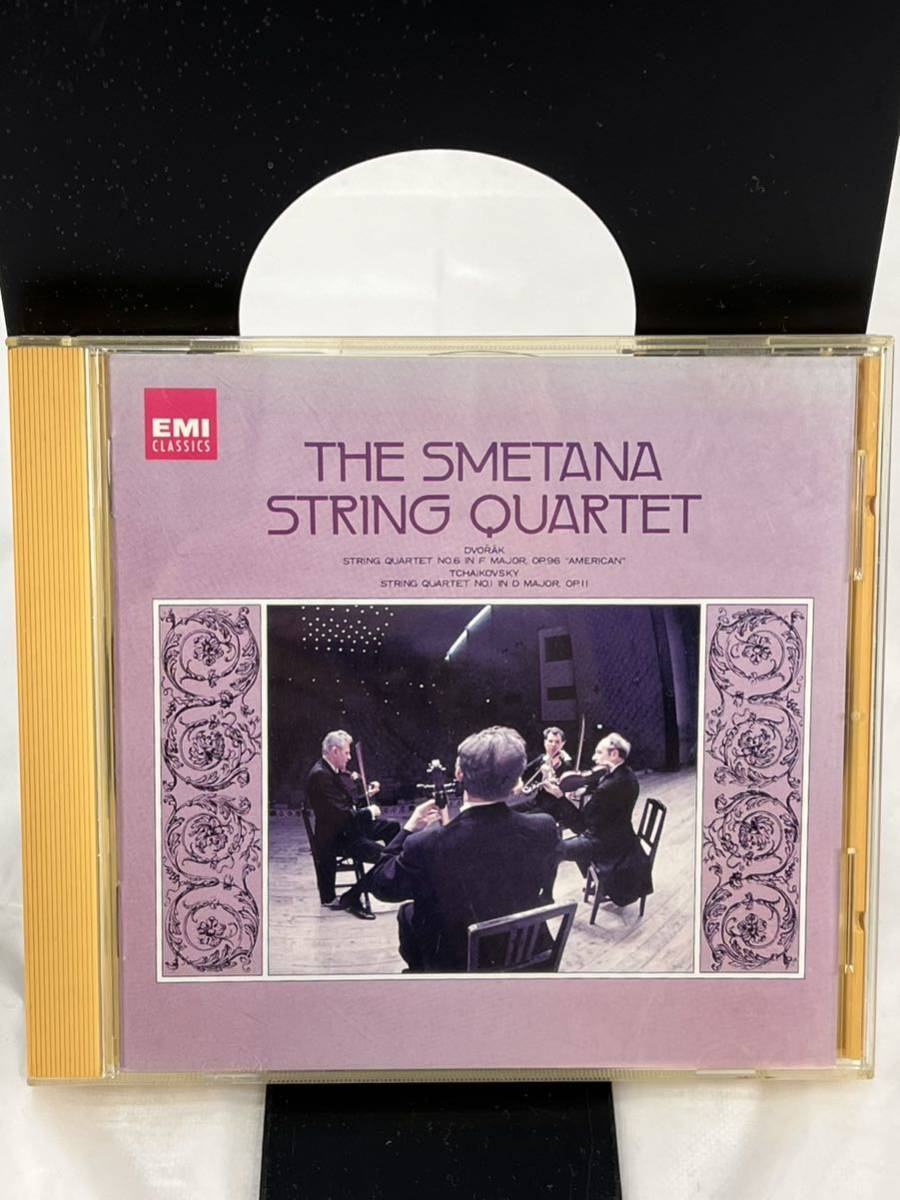 EMI
CLASSICS
THE SMETANA
STRING QUARTET
DVOŘÁK
STRING QUARTET NO.6 IN F MAJOR, OP.96 "AMERICAN"
TCHAIKOVSKY
STRING QUARTET NO.1 IN D MAJOR, OP.11